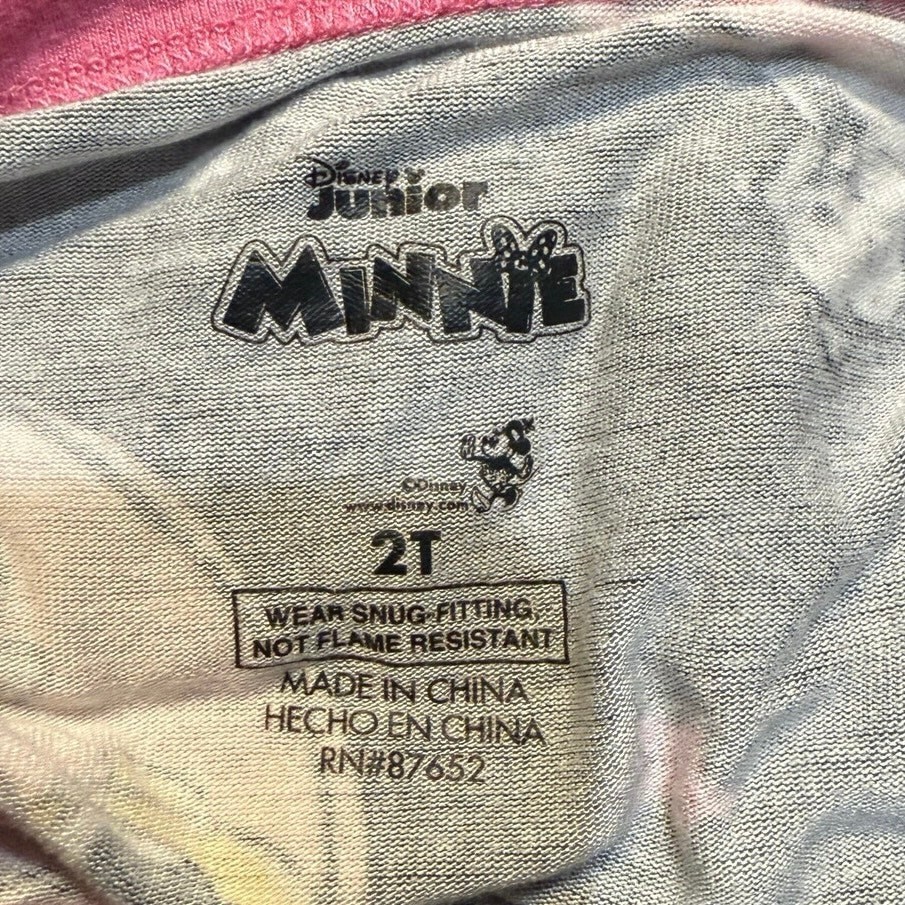 Disney
Junior
MINNIE
©Disney
www.disney.com
2T
WEAR SNUG-FITTING,
NOT FLAME RESISTANT
MADE IN CHINA
HECHO EN CHINA
RN#87652